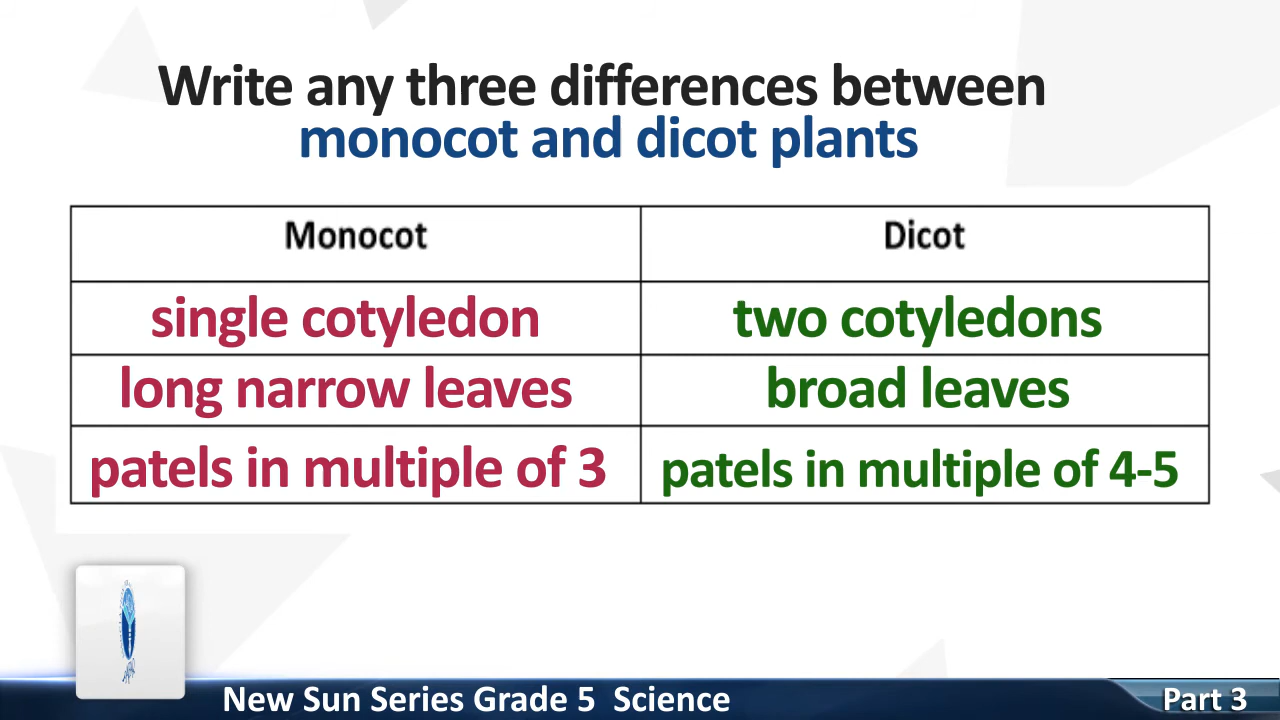 Write any three differences between
monocot and dicot plants
Monocot Dicot
single cotyledon two cotyledons
long narrow leaves broad leaves
patels in multiple of 3 patels in multiple of 4-5
New Sun Series Grade 5 Science Part 3